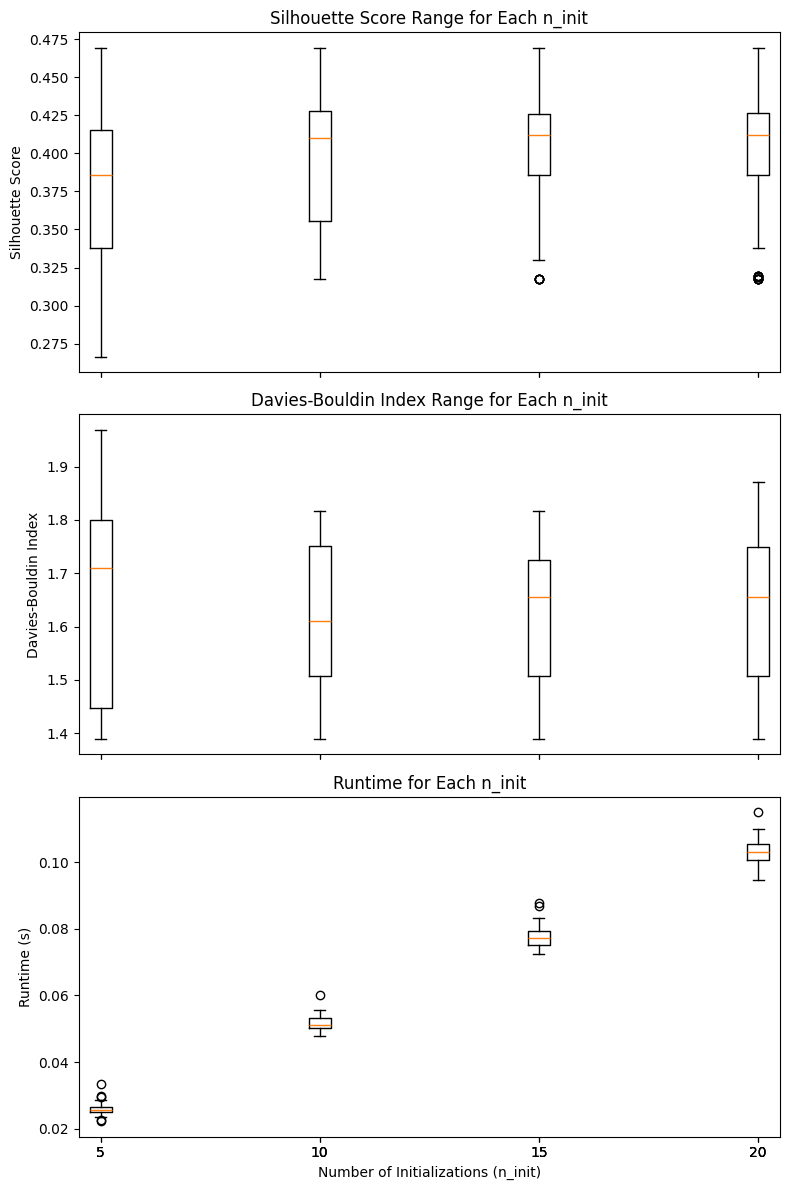 Silhouette Score Range for Each n_init
0.475
0.450
0.425
0.400
0.375
0.350
0.325
0.300
0.275
Silhouette Score
Davies-Bouldin Index Range for Each n_init
1.9
1.8
1.7
1.6
1.5
1.4
Davies-Bouldin Index
Runtime for Each n_init
0.10
0.08
0.06
0.04
0.02
Runtime (s)
5 10 15 20
Number of Initializations (n_init)